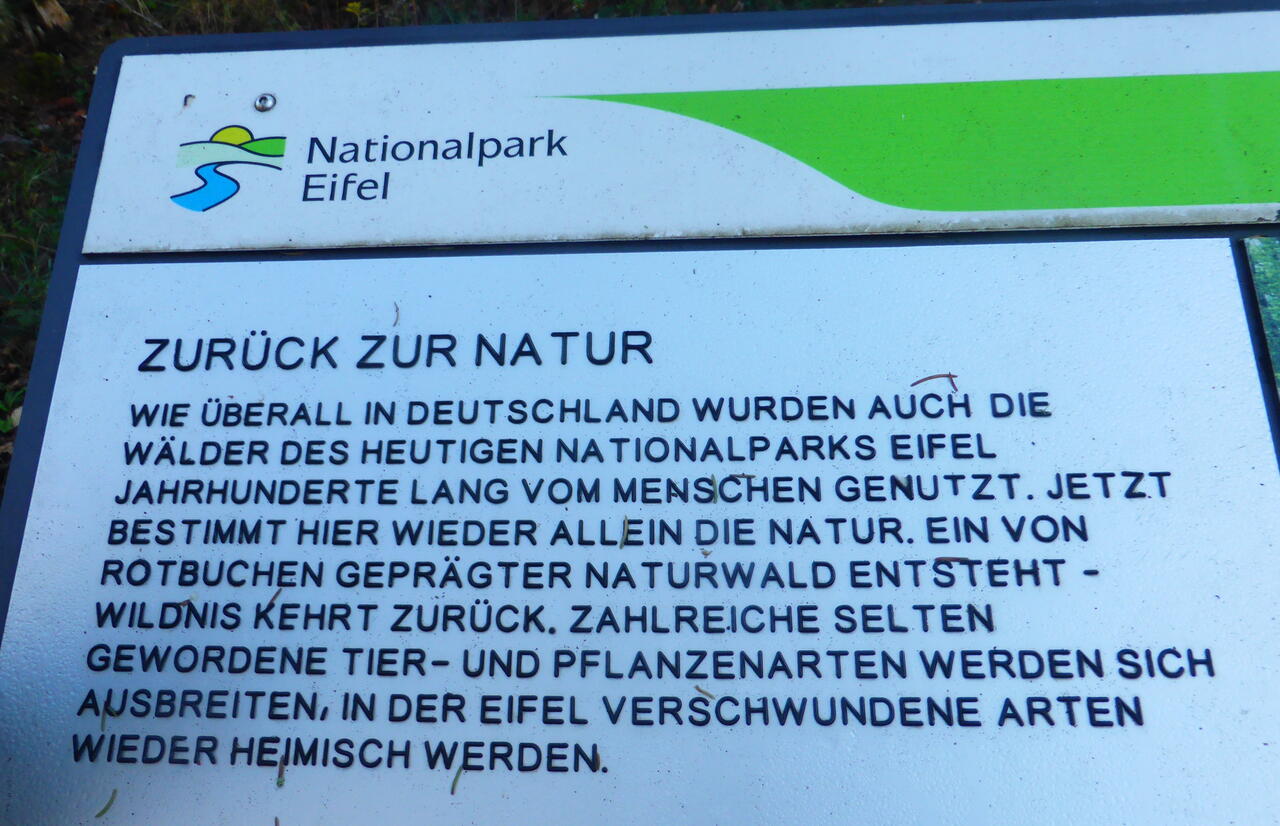 Nationalpark
Eifel
ZURÜCK ZUR NATUR
WIE ÜBERALL IN DEUTSCHLAND WURDEN AUCH DIE
WÄLDER DES HEUTIGEN NATIONALPARKS EIFEL
JAHRHUNDERTE LANG VOM MENSCHEN GENUTZT. JETZT
BESTIMMT HIER WIEDER ALLEIN DIE NATUR. EIN VON
ROTBUCHEN GEPRÄGTER NATURWALD ENTSTEHT -
WILDNIS KEHRT ZURÜCK. ZAHLREICHE SELTEN
GEWORDENE TIER- UND PFLANZENARTEN WERDEN SICH
AUSBREITEN, IN DER EIFEL VERSCHWUNDENE ARTEN
WIEDER HEIMISCH WERDEN.